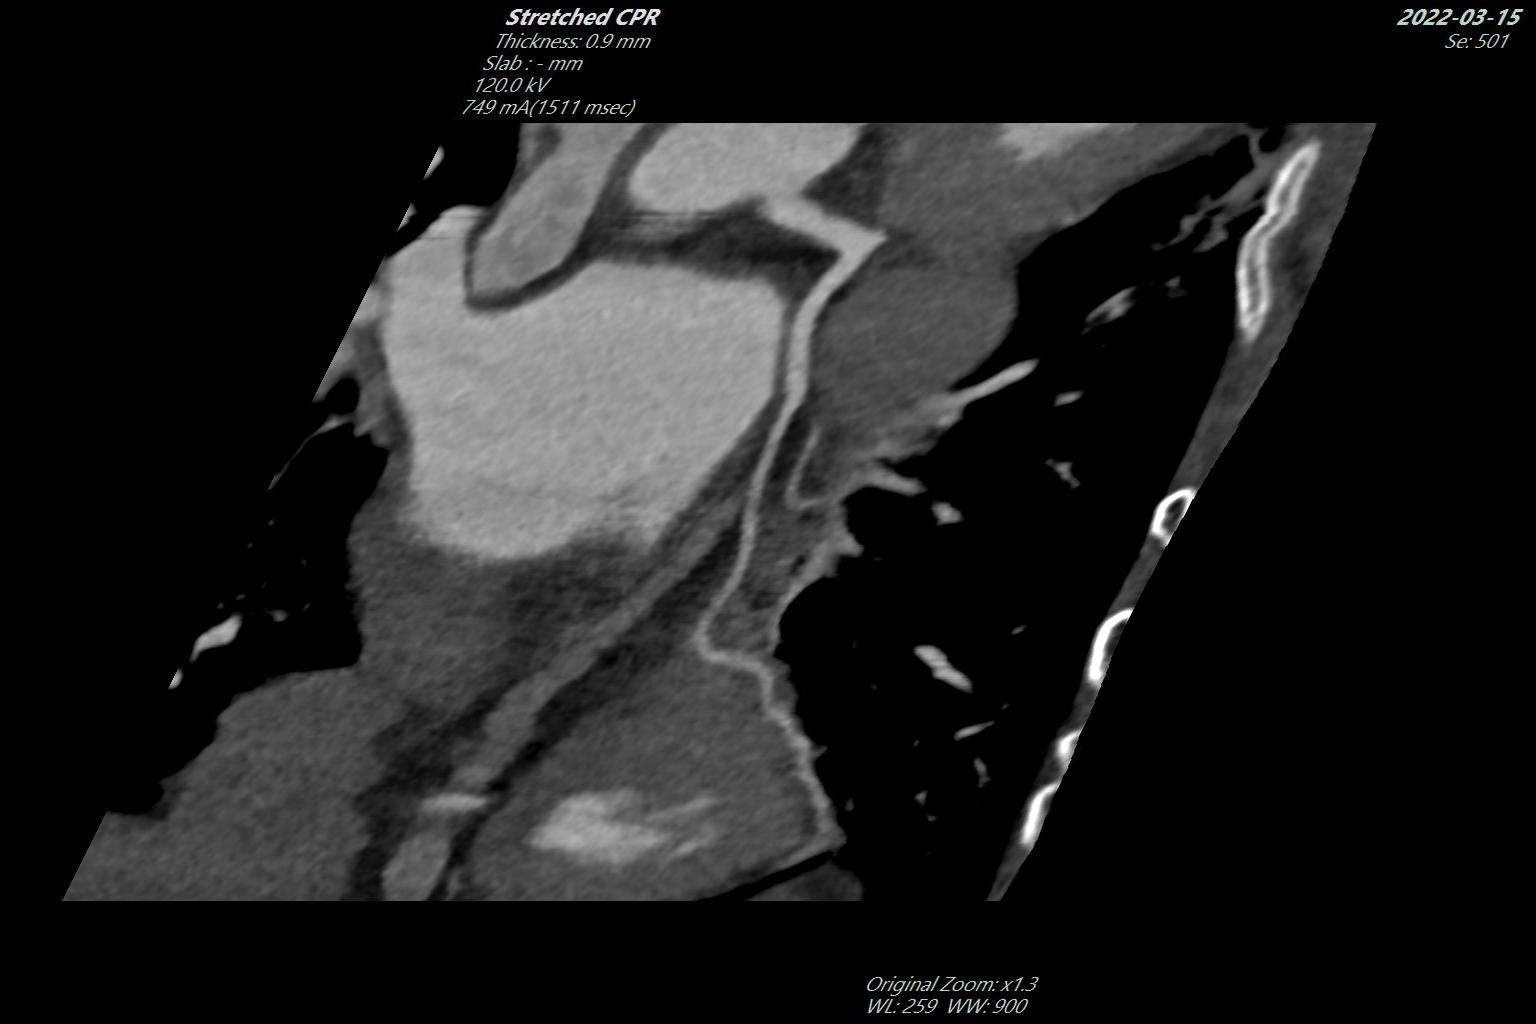 Stretched CPR
Thickness: 0.9 mm
Slab : - mm
120.0 kV
749 mA(1511 msec)
2022-03-15
Se: 501
Original Zoom: x1.3
WL: 259 WW: 900